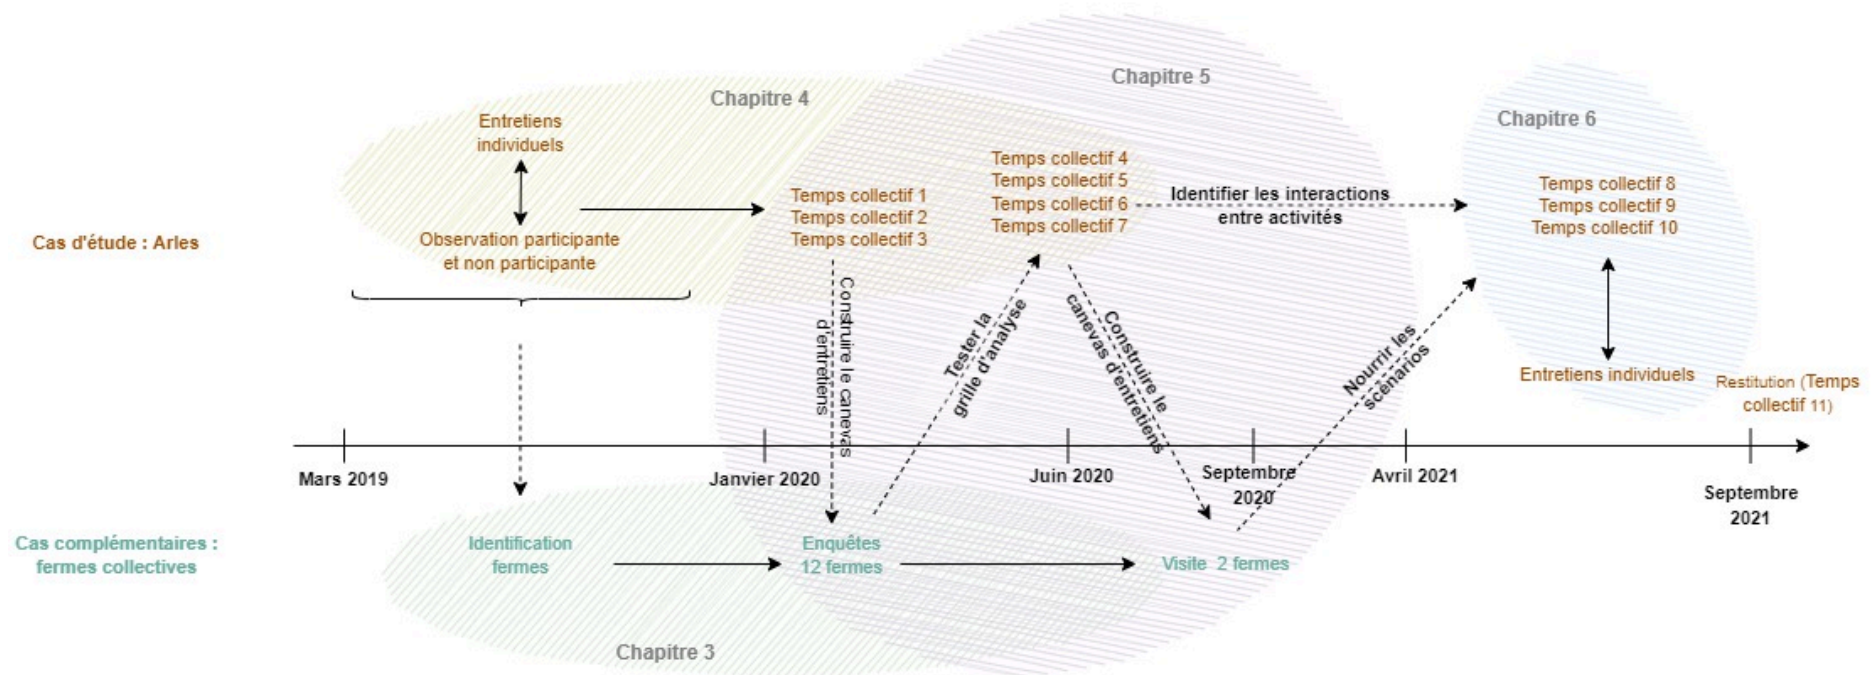 Chapitre 5
Chapitre 4
Chapitre 6
Entretiens
individuels
Observation participante
et non participante
Cas d'étude : Arles
Temps collectif 1
Temps collectif 2
Temps collectif 3
Temps collectif 4
Temps collectif 5
Temps collectif 6
Temps collectif 7
Identifier les interactions
entre activités
Temps collectif 8
Temps collectif 9
Temps collectif 10
Entretiens individuels
Restitution (Temps
collectif 11)
Construire le canevas
d'entretiens
Tester la
grille d'analyse
Construire le
canevas d'entretiens
Nourrir les
scénarios
Mars 2019
Janvier 2020
Juin 2020
Septembre
2020
Avril 2021
Septembre
2021
Cas complémentaires :
fermes collectives
Identification
fermes
Enquêtes
12 fermes
Visite 2 fermes
Chapitre 3